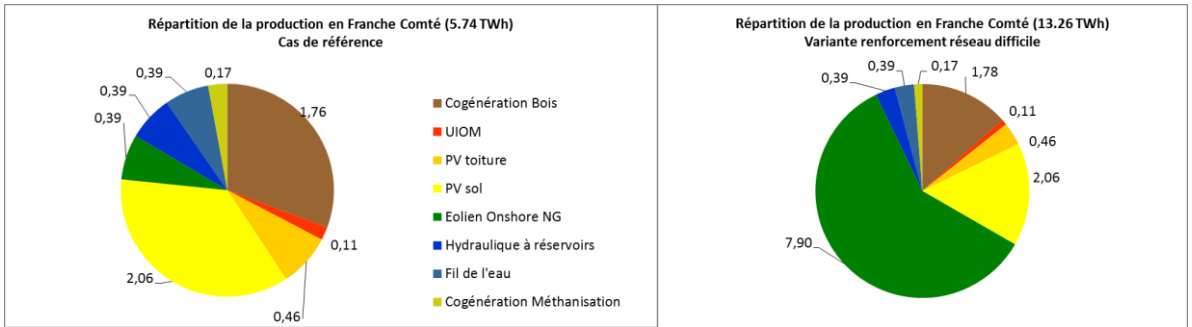 Répartition de la production en Franche Comté (5.74 TWh)
Cas de référence
0,17
0,39
0,39
0,39
1,76
0,11
0,46
2,06
Cogénération Bois
UIOM
PV toiture
PV sol
Eolien Onshore NG
Hydraulique à réservoirs
Fil de l'eau
Cogénération Méthanisation
Répartition de la production en Franche Comté (13.26 TWh)
Variante renforcement réseau difficile
0,39
0,39
0,17
1,78
0,11
0,46
2,06
7,90